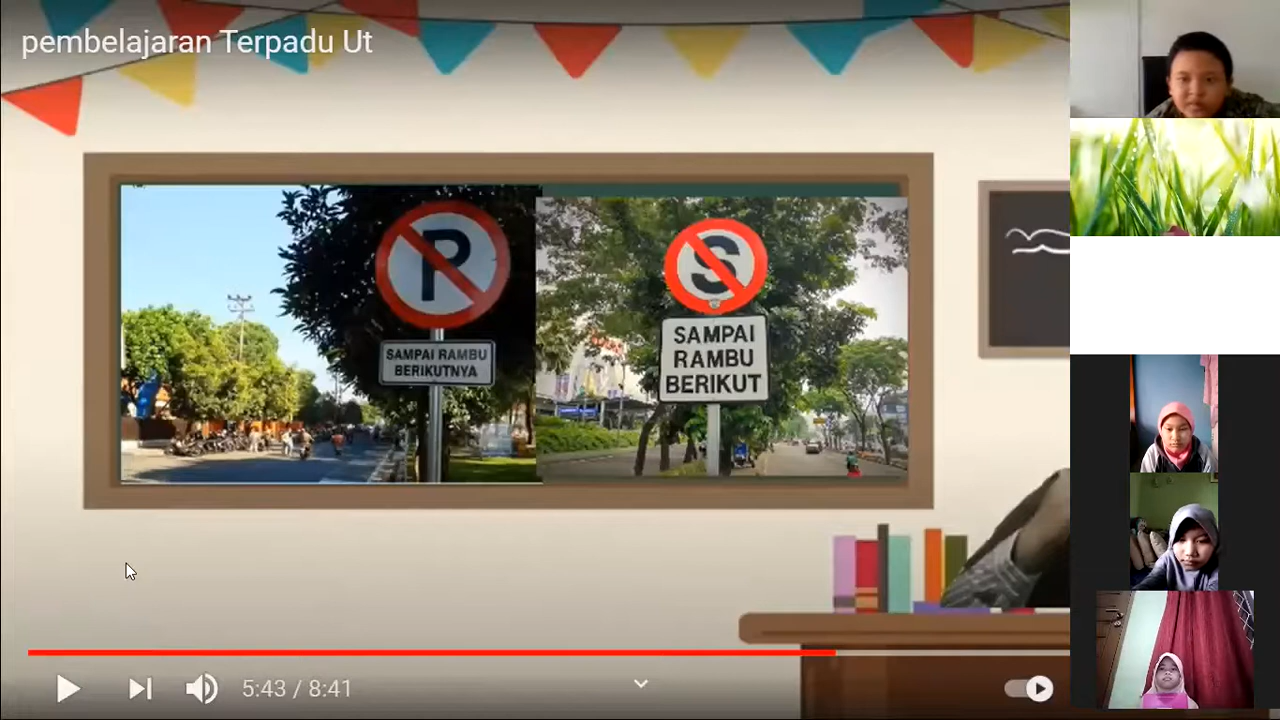 pembelajaran Terpadu Ut
P
SAMPAI RAMBU
BERIKUTNYA
S
SAMPAI
RAMBU
BERIKUT
5:43 / 8:41